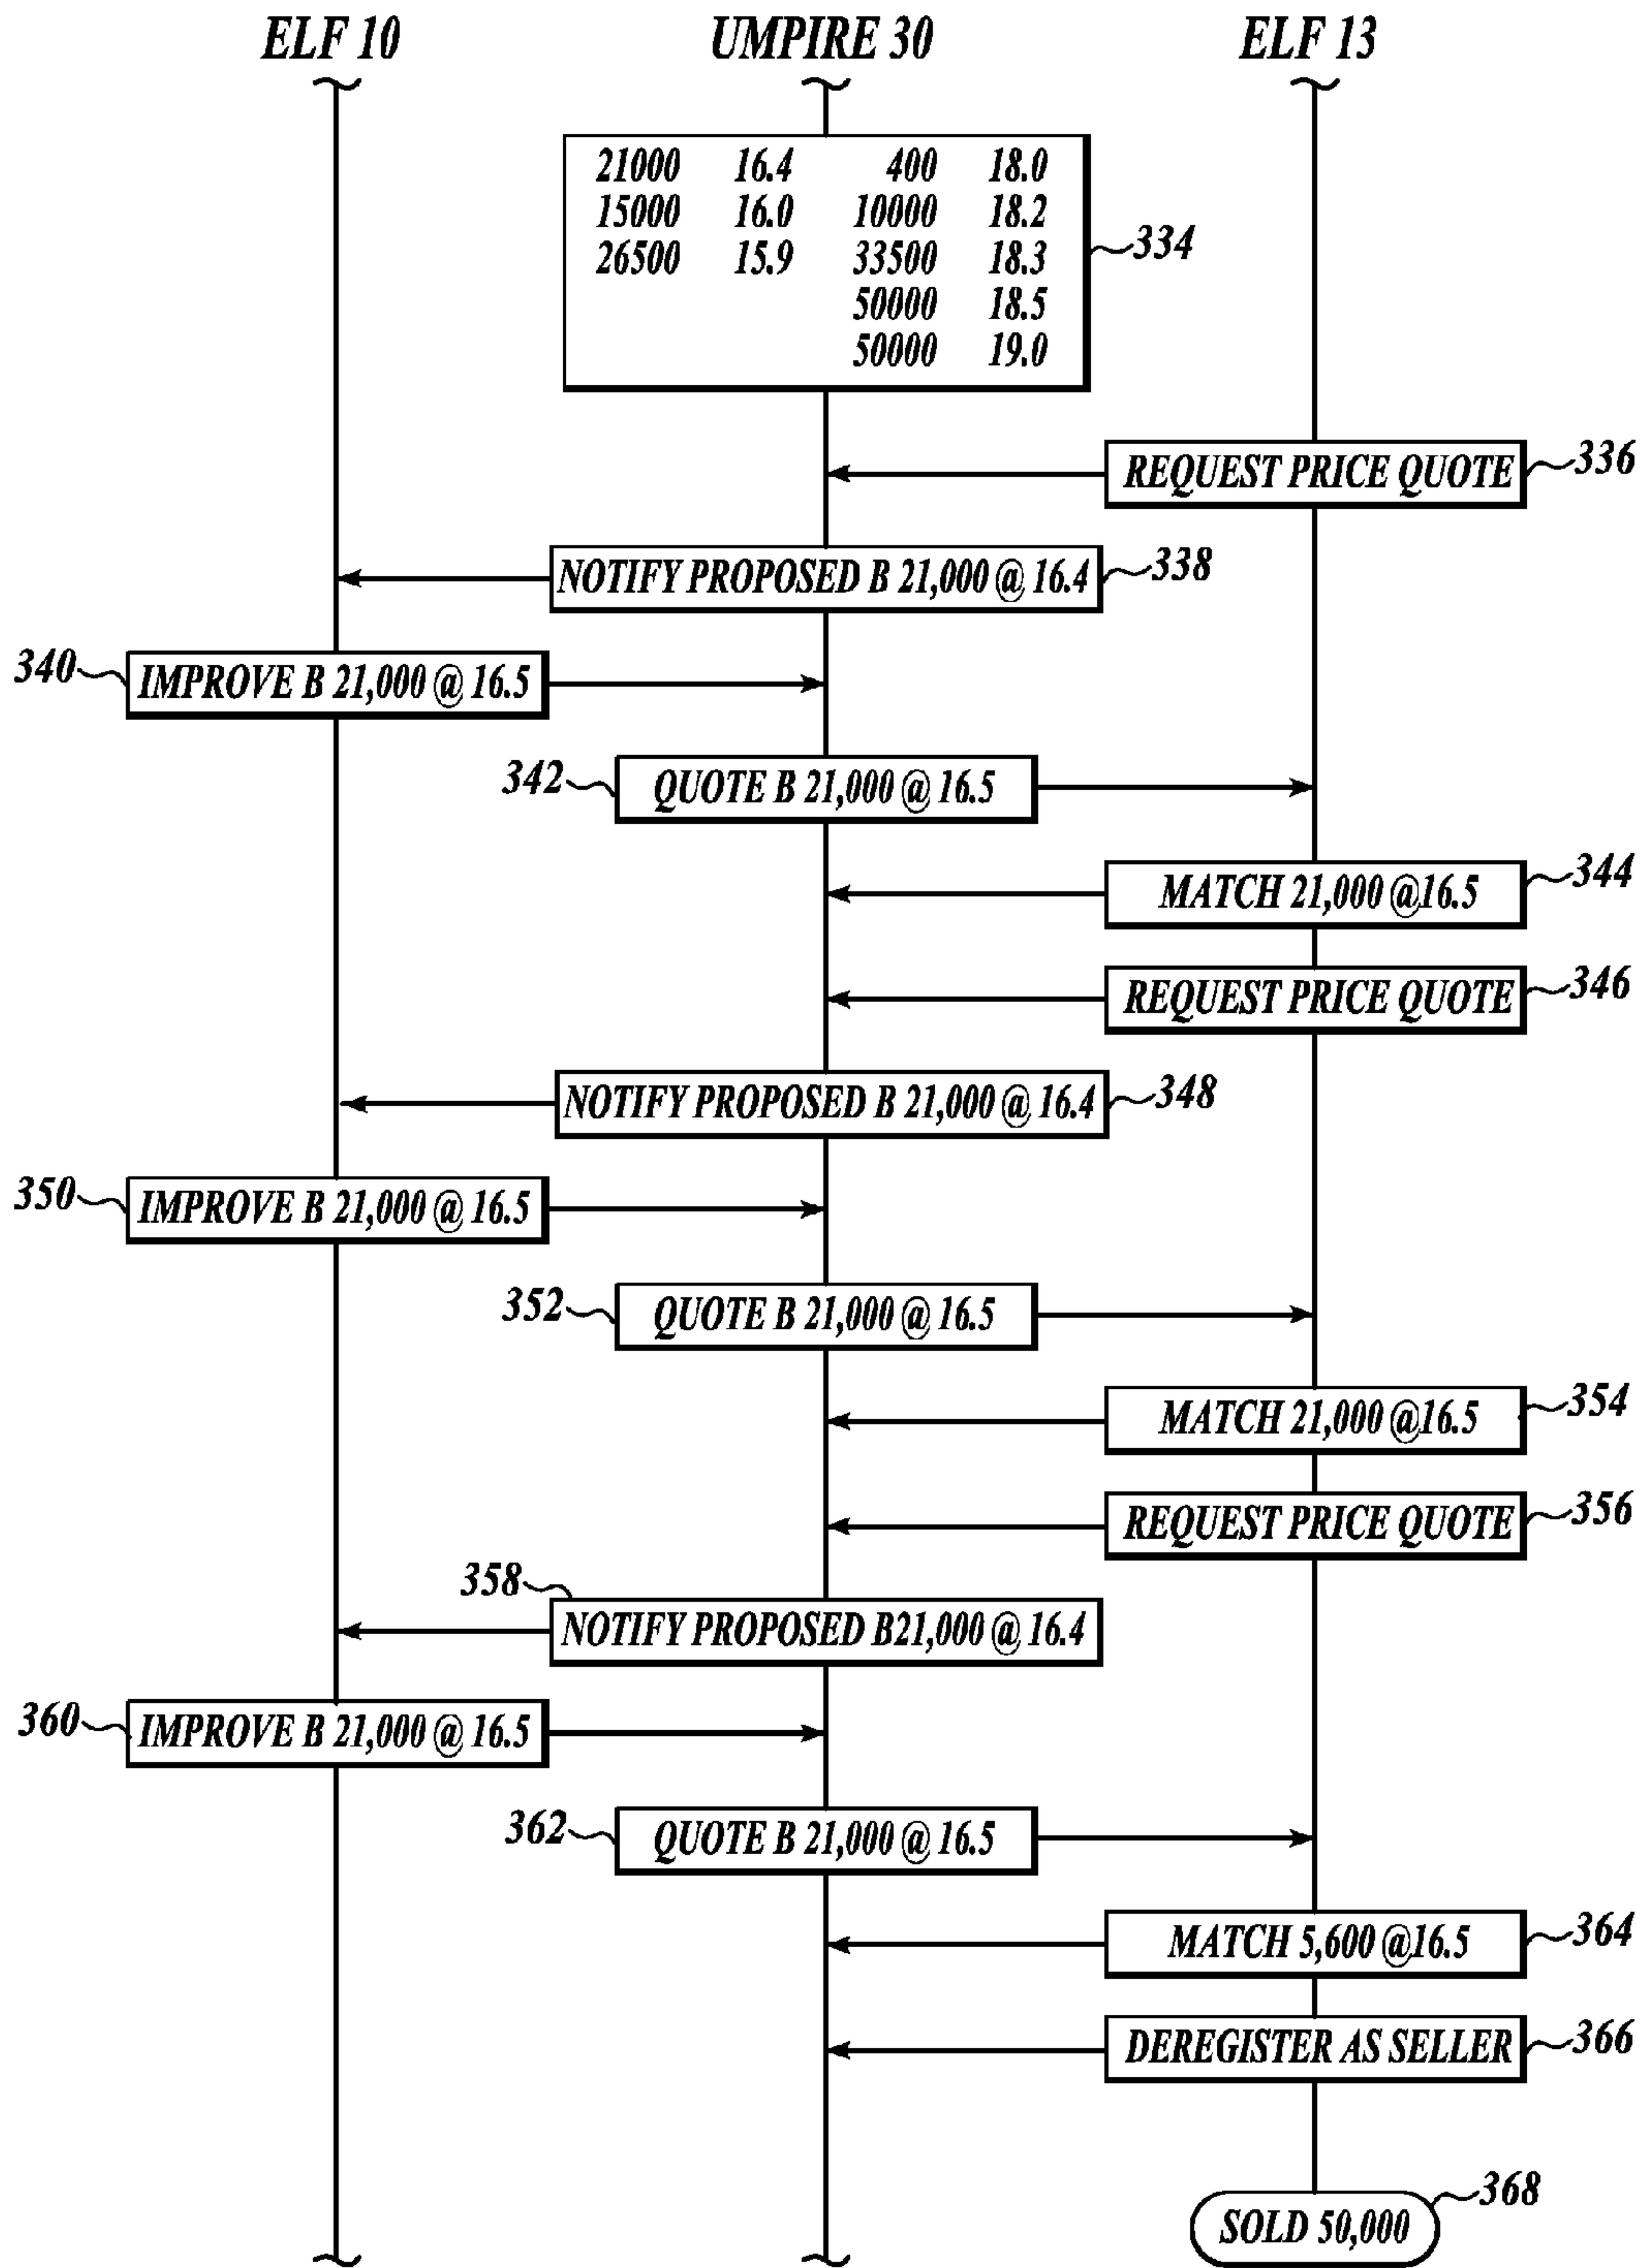 ELF 10 UMPIRE 30 ELF 13
21000 16.4 400 18.0
15000 16.0 10000 18.2
26500 15.9 33500 18.3
334
50000 18.5
50000 19.0
REQUEST PRICE QUOTE 336
NOTIFY PROPOSED B 21,000 @ 16.4 338
340 IMPROVE B 21,000 @ 16.5
342 QUOTE B 21,000 @ 16.5
MATCH 21,000 @16.5 344
REQUEST PRICE QUOTE 346
NOTIFY PROPOSED B 21,000 @ 16.4 348
350 IMPROVE B 21,000 @ 16.5
352 QUOTE B 21,000 @ 16.5
MATCH 21,000 @16.5 354
REQUEST PRICE QUOTE 356
358
NOTIFY PROPOSED B21,000 @ 16.4
360 IMPROVE B 21,000 @ 16.5
362 QUOTE B 21,000 @ 16.5
MATCH 5,600 @16.5 364
DEREGISTER AS SELLER 366
368
SOLD 50,000